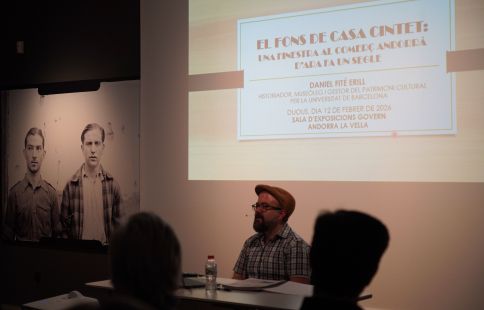 EL FONS DE CASA CINTET:
UNA FINESTRA AL COMERÇ ANDORRÀ
D'ARA FA UN SEGLE
DANIEL FITÉ ERILL
HISTORIADOR, MUSEÒLEG I GESTOR DEL PATRIMONI CULTURAL
PER LA UNIVERSITAT DE BARCELONA
DIJOUS, DIA 12 DE FEBRER DE 2026
SALA D'EXPOSICIONS GOVERN
ANDORRA LA VELLA